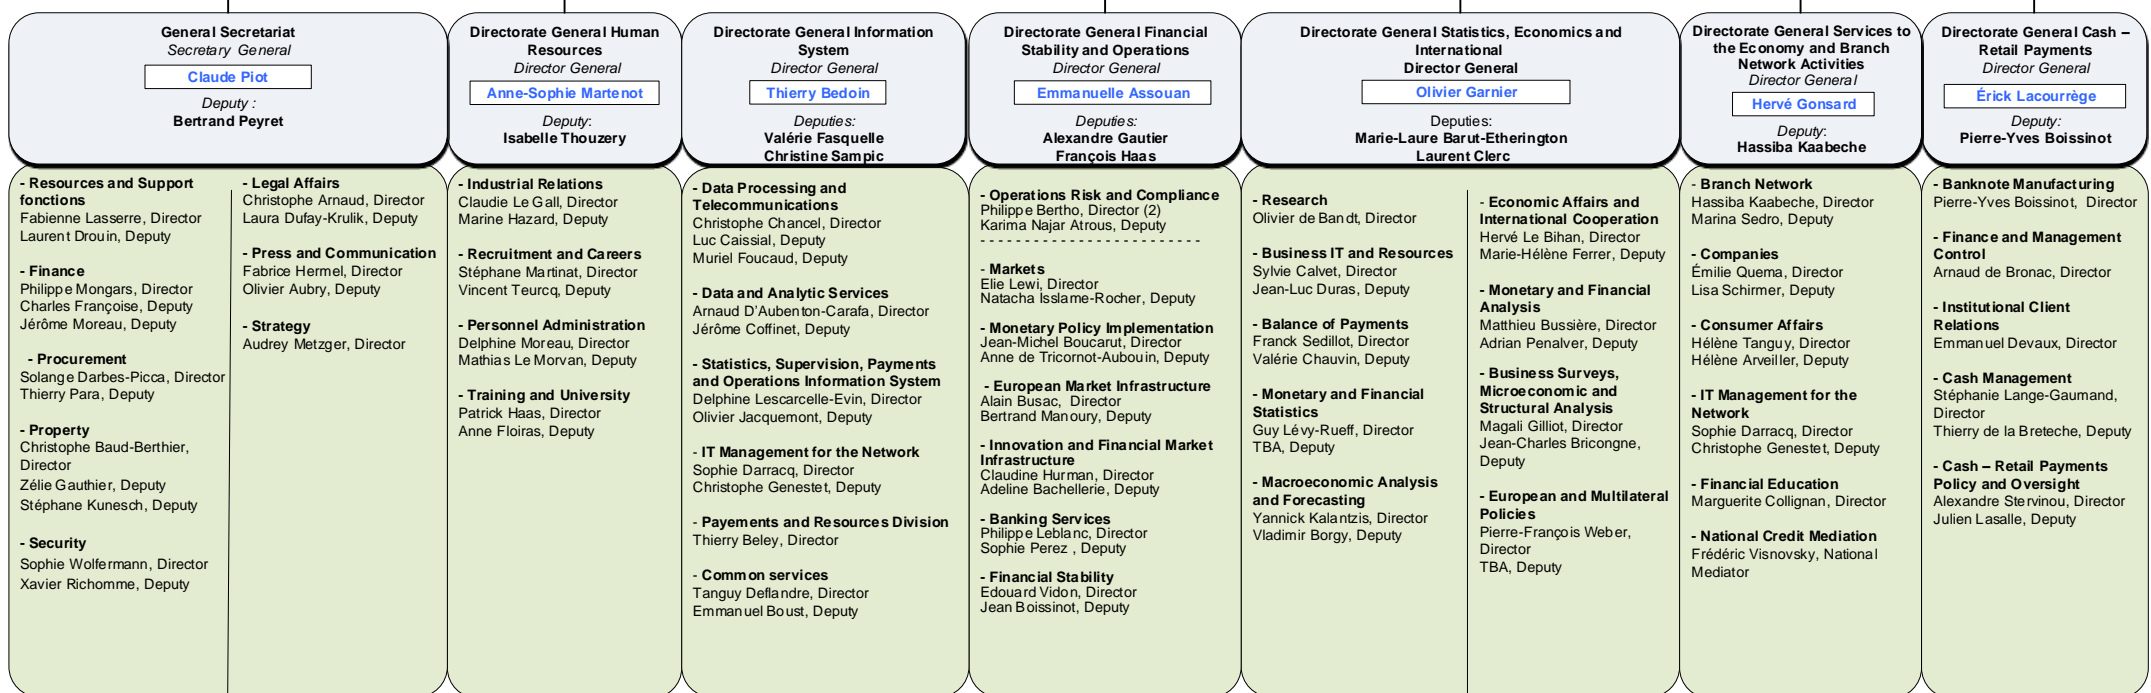 General Secretariat
Secretary General
Claude Piot
Deputy :
Bertrand Peyret
- Resources and Support
fonctions
Fabienne Lasserre, Director
Laurent Drouin, Deputy
- Finance
Philippe Mongars, Director
Charles Françoise, Deputy
Jérôme Moreau, Deputy
- Procurement
Solange Darbes-Picca, Director
Thierry Para, Deputy
- Property
Christophe Baud-Berthier,
Director
Zélie Gauthier, Deputy
Stéphane Kunesch, Deputy
- Security
Sophie Wolfermann, Director
Xavier Richomme, Deputy
- Legal Affairs
Christophe Arnaud, Director
Laura Dufay-Krulik, Deputy
- Press and Communication
Fabrice Hermel, Director
Olivier Aubry, Deputy
- Strategy
Audrey Metzger, Director
Directorate General Human
Resources
Director General
Anne-Sophie Martenot
Deputy:
Isabelle Thouzery
- Industrial Relations
Claudie Le Gall, Director
Marine Hazard, Deputy
- Recruitment and Careers
Stéphane Martinat, Director
Vincent Teurcq, Deputy
- Personnel Administration
Delphine Moreau, Director
Mathias Le Morvan, Deputy
- Training and University
Patrick Haas, Director
Anne Floiras, Deputy
Directorate General Information
System
Director General
Thierry Bedoin
Deputies:
Valérie Fasquelle
Christine Sampic
- Data Processing and
Telecommunications
Christophe Chancel, Director
Luc Caissial, Deputy
Muriel Foucaud, Deputy
- Data and Analytic Services
Arnaud D'Aubenton-Carafa, Director
Jérôme Coffinet, Deputy
- Statistics, Supervision, Payments
and Operations Information System
Delphine Lescarcelle-Evin, Director
Olivier Jacquemont, Deputy
- IT Management for the Network
Sophie Darracq, Director
Christophe Genestet, Deputy
- Payements and Resources Division
Thierry Beley, Director
- Common services
Tanguy Deflandre, Director
Emmanuel Boust, Deputy
Directorate General Financial
Stability and Operations
Director General
Emmanuelle Assouan
Deputies:
Alexandre Gautier
François Haas
- Operations Risk and Compliance
Philippe Bertho, Director (2)
Karima Najar Atrous, Deputy
- - - - - - - - - - - - - - - - - - - - - - - - -
- Markets
Elie Lewi, Director
Natacha Isslame-Rocher, Deputy
- Monetary Policy Implementation
Jean-Michel Boucarut, Director
Anne de Tricornot-Aubouin, Deputy
- European Market Infrastructure
Alain Busac, Director
Bertrand Manoury, Deputy
- Innovation and Financial Market
Infrastructure
Claudine Hurman, Director
Adeline Bachellerie, Deputy
- Banking Services
Philippe Leblanc, Director
Sophie Perez , Deputy
- Financial Stability
Edouard Vidon, Director
Jean Boissinot, Deputy
Directorate General Statistics, Economics and
International
Director General
Olivier Garnier
Deputies:
Marie-Laure Barut-Etherington
Laurent Clerc
- Research
Olivier de Bandt, Director
- Business IT and Resources
Sylvie Calvet, Director
Jean-Luc Duras, Deputy
- Balance of Payments
Franck Sedillot, Director
Valérie Chauvin, Deputy
- Monetary and Financial
Statistics
Guy Lévy-Rueff, Director
TBA, Deputy
- Macroeconomic Analysis
and Forecasting
Yannick Kalantzis, Director
Vladimir Borgy, Deputy
- Economic Affairs and
International Cooperation
Hervé Le Bihan, Director
Marie-Hélène Ferrer, Deputy
- Monetary and Financial
Analysis
Matthieu Bussière, Director
Adrian Penalver, Deputy
- Business Surveys,
Microeconomic and
Structural Analysis
Magali Gilliot, Director
Jean-Charles Bricongne,
Deputy
- European and Multilateral
Policies
Pierre-François Weber,
Director
TBA, Deputy
Directorate General Services to
the Economy and Branch
Network Activities
Director General
Hervé Gonsard
Deputy:
Hassiba Kaabeche
- Branch Network
Hassiba Kaabeche, Director
Marina Sedro, Deputy
- Companies
Émilie Quema, Director
Lisa Schirmer, Deputy
- Consumer Affairs
Hélène Tanguy, Director
Hélène Arveiller, Deputy
- IT Management for the
Network
Sophie Darracq, Director
Christophe Genestet, Deputy
- Financial Education
Marguerite Collignan, Director
- National Credit Mediation
Frédéric Visnovsky, National
Mediator
Directorate General Cash –
Retail Payments
Director General
Érick Lacourrège
Deputy:
Pierre-Yves Boissinot
- Banknote Manufacturing
Pierre-Yves Boissinot, Director
- Finance and Management
Control
Arnaud de Bronac, Director
- Institutional Client
Relations
Emmanuel Devaux, Director
- Cash Management
Stéphanie Lange-Gaumand,
Director
Thierry de la Breteche, Deputy
- Cash – Retail Payments
Policy and Oversight
Alexandre Stervinou, Director
Julien Lasalle, Deputy